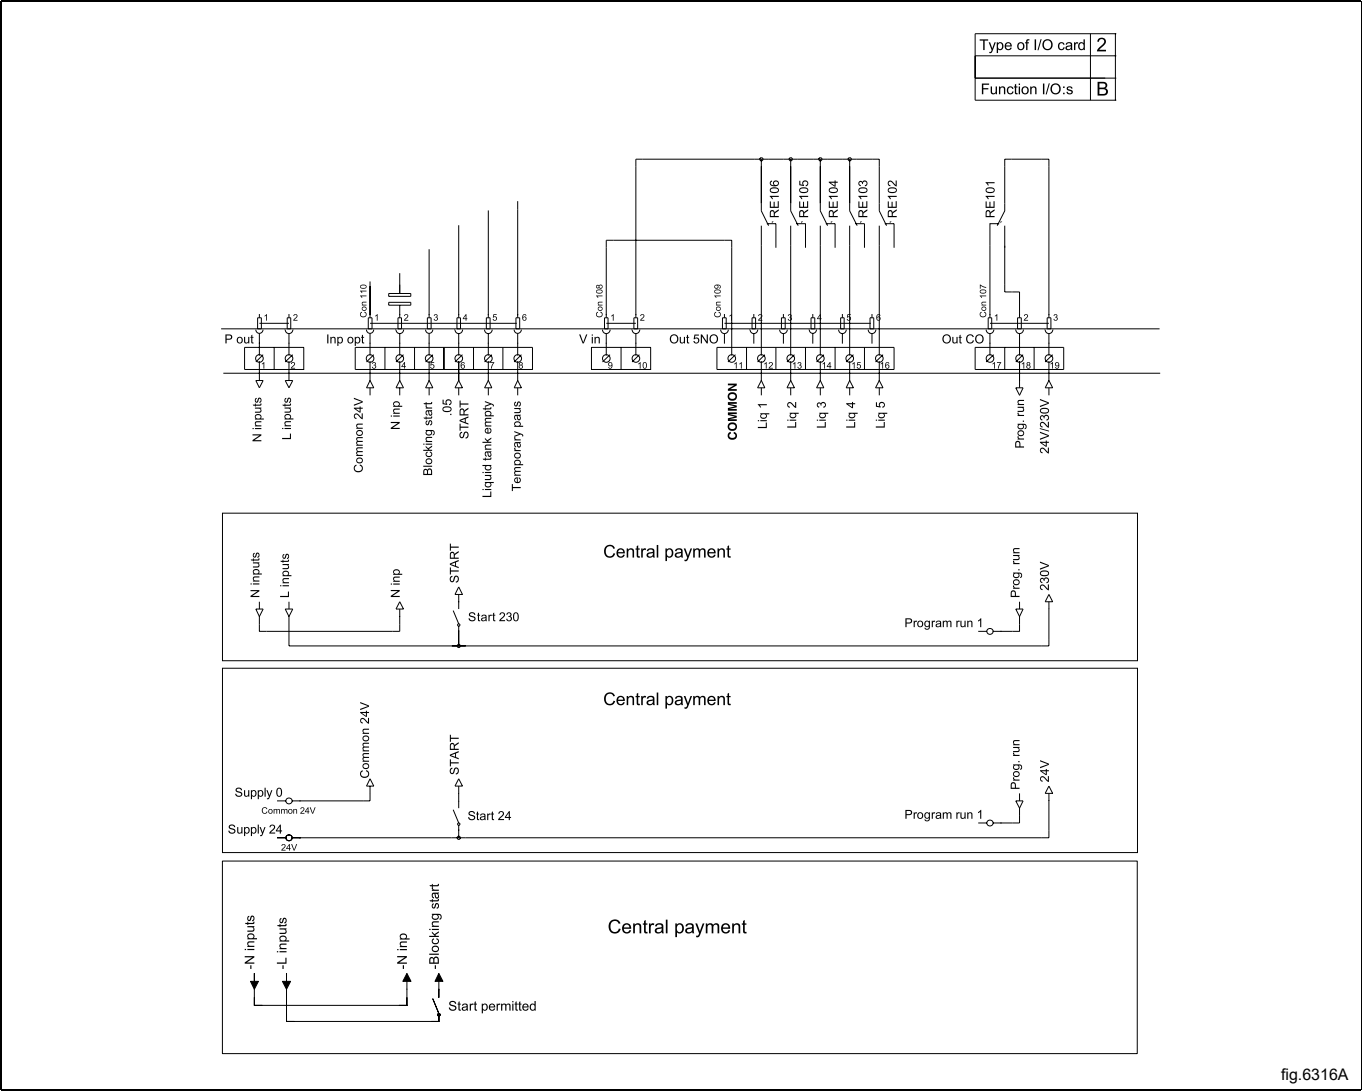 Type of I/O card 2
Function I/O:s B
RE106
RE105
RE104
RE103
RE102
RE101
Con 110
Con 108
Con 109
Con 107
1 2
1 2 3 4 5 6
1 2
1 2 3 4 5 6
1 2 3
P out
Inp opt
V in
Out 5NO
Out CO
1 2 3 4 5 6 7 8 9 10 11 12 13 14 15 16 17 18 19
N inputs
L inputs
Common 24V
N inp
Blocking start
.05
START
Liquid tank empty
Temporary paus
COMMON
Liq 1
Liq 2
Liq 3
Liq 4
Liq 5
Prog. run
24V/230V
Central payment
N inputs
L inputs
N inp
START
Start 230
Prog. run
230V
Program run 1
Central payment
Common 24V
START
Prog. run
24V
Supply 0
Common 24V
Start 24
Program run 1
Supply 24
24V
Central payment
-N inputs
-L inputs
-N inp
-Blocking start
Start permitted
fig.6316A